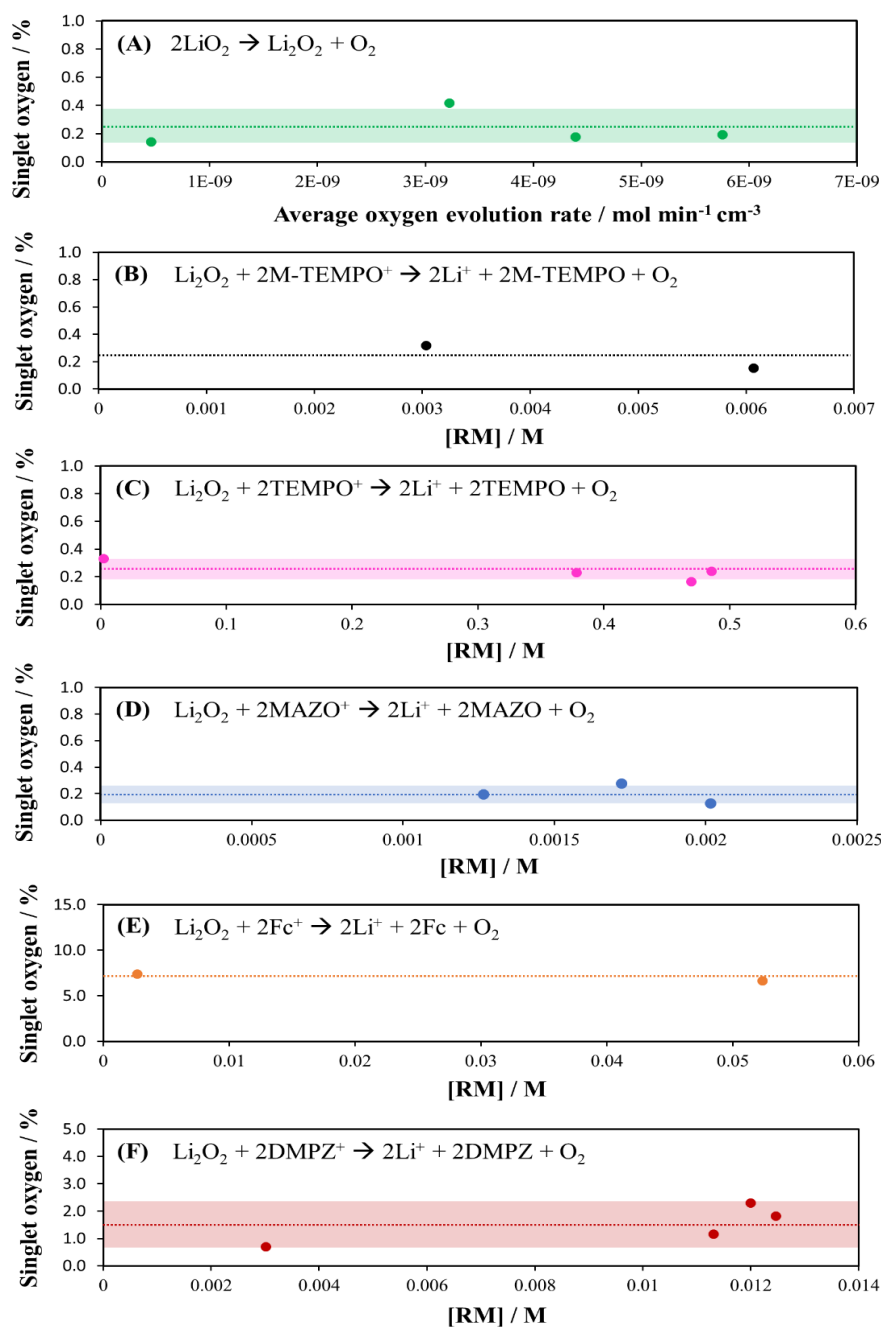 Singlet oxygen / %
(A) 2LiO₂ → Li₂O₂ + O₂
1.0
0.8
0.6
0.4
0.2
0.0
0 1E-09 2E-09 3E-09 4E-09 5E-09 6E-09 7E-09
Average oxygen evolution rate / mol min⁻¹ cm⁻³
Singlet oxygen / %
(B) Li₂O₂ + 2M-TEMPO⁺ → 2Li⁺ + 2M-TEMPO + O₂
1.0
0.8
0.6
0.4
0.2
0.0
0 0.001 0.002 0.003 0.004 0.005 0.006 0.007
[RM] / M
Singlet oxygen / %
(C) Li₂O₂ + 2TEMPO⁺ → 2Li⁺ + 2TEMPO + O₂
1.0
0.8
0.6
0.4
0.2
0.0
0 0.1 0.2 0.3 0.4 0.5 0.6
[RM] / M
Singlet oxygen / %
(D) Li₂O₂ + 2MAZO⁺ → 2Li⁺ + 2MAZO + O₂
1.0
0.8
0.6
0.4
0.2
0.0
0 0.0005 0.001 0.0015 0.002 0.0025
[RM] / M
Singlet oxygen / %
(E) Li₂O₂ + 2Fc⁺ → 2Li⁺ + 2Fc + O₂
15.0
10.0
5.0
0.0
0 0.01 0.02 0.03 0.04 0.05 0.06
[RM] / M
Singlet oxygen / %
(F) Li₂O₂ + 2DMPZ⁺ → 2Li⁺ + 2DMPZ + O₂
5.0
4.0
3.0
2.0
1.0
0.0
0 0.002 0.004 0.006 0.008 0.01 0.012 0.014
[RM] / M